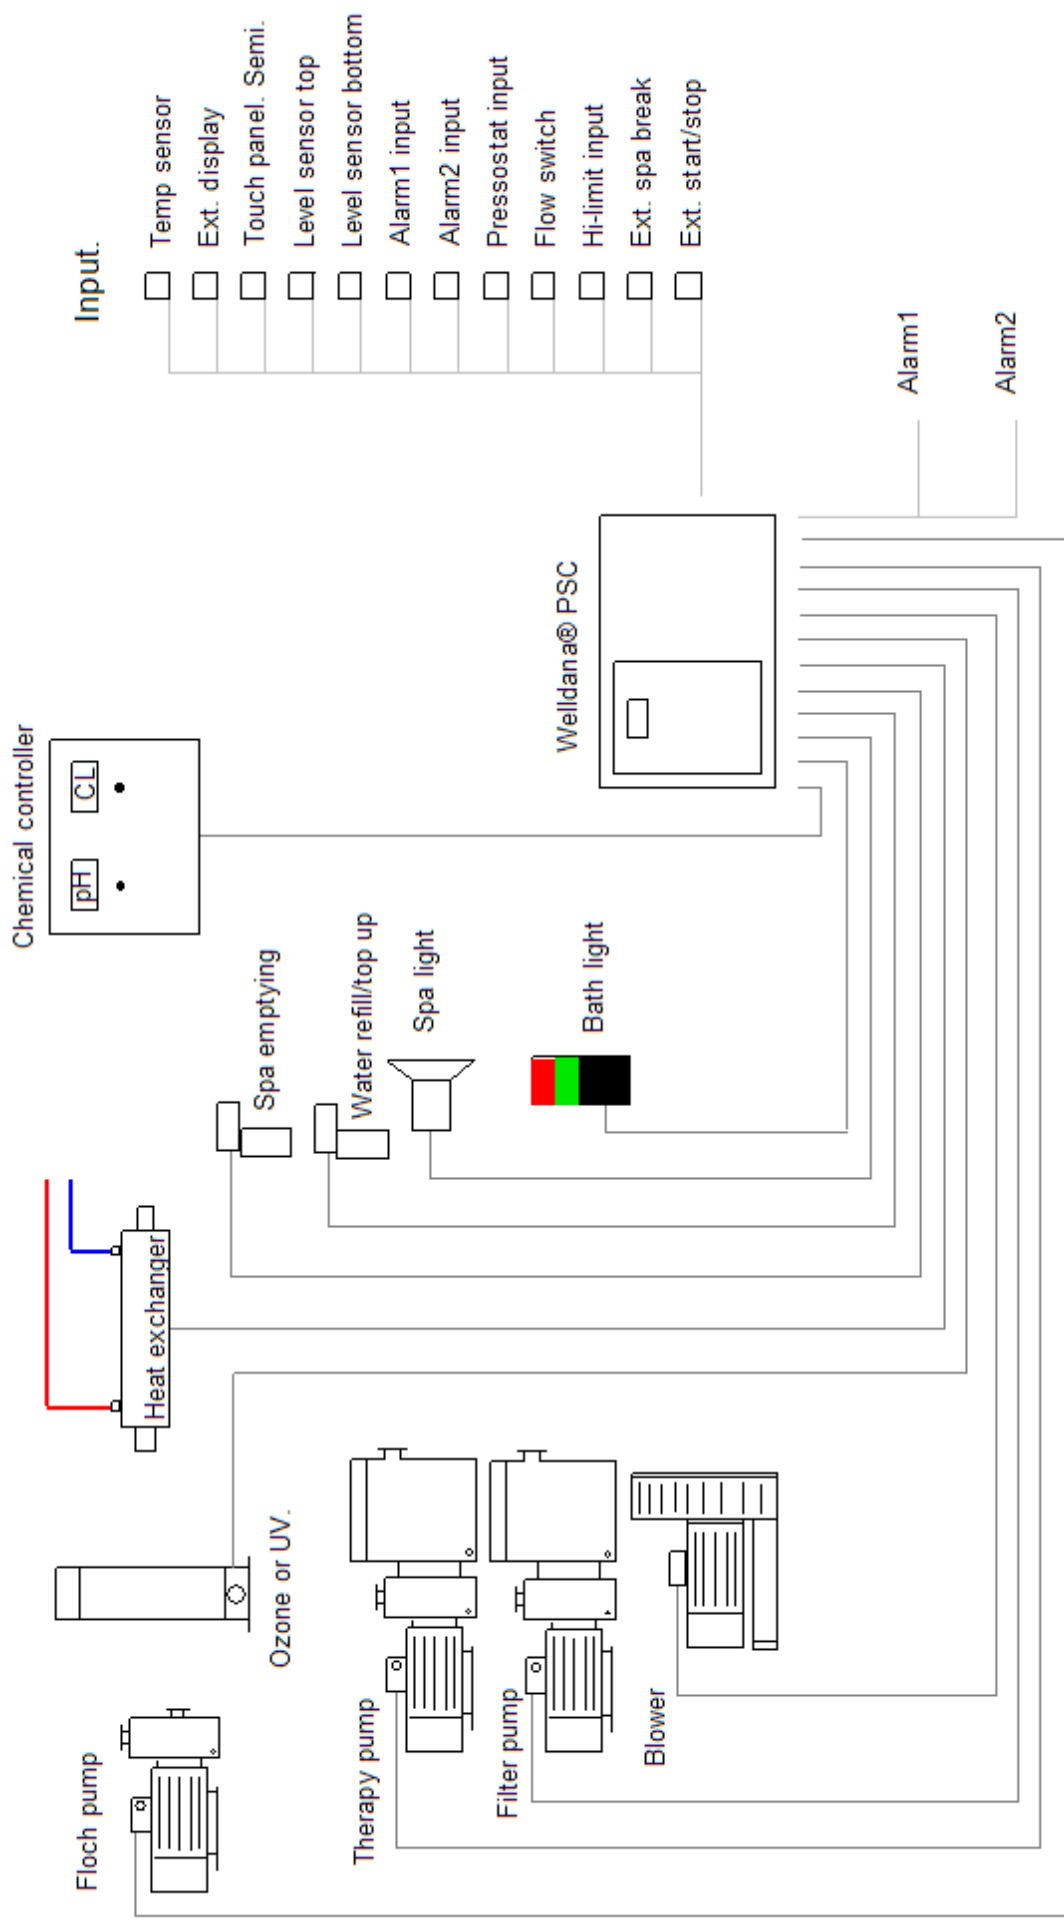 Input.
Temp sensor
Ext. display
Touch panel. Semi.
Level sensor top
Level sensor bottom
Alarm1 input
Alarm2 input
Pressostat input
Flow switch
Hi-limit input
Ext. spa break
Ext. start/stop
Alarm1
Alarm2
Welldana® PSC
Chemical controller
pH
CL
Spa emptying
Water refill/top up
Spa light
Bath light
Heat exchanger
Ozone or UV.
Floch pump
Therapy pump
Filter pump
Blower